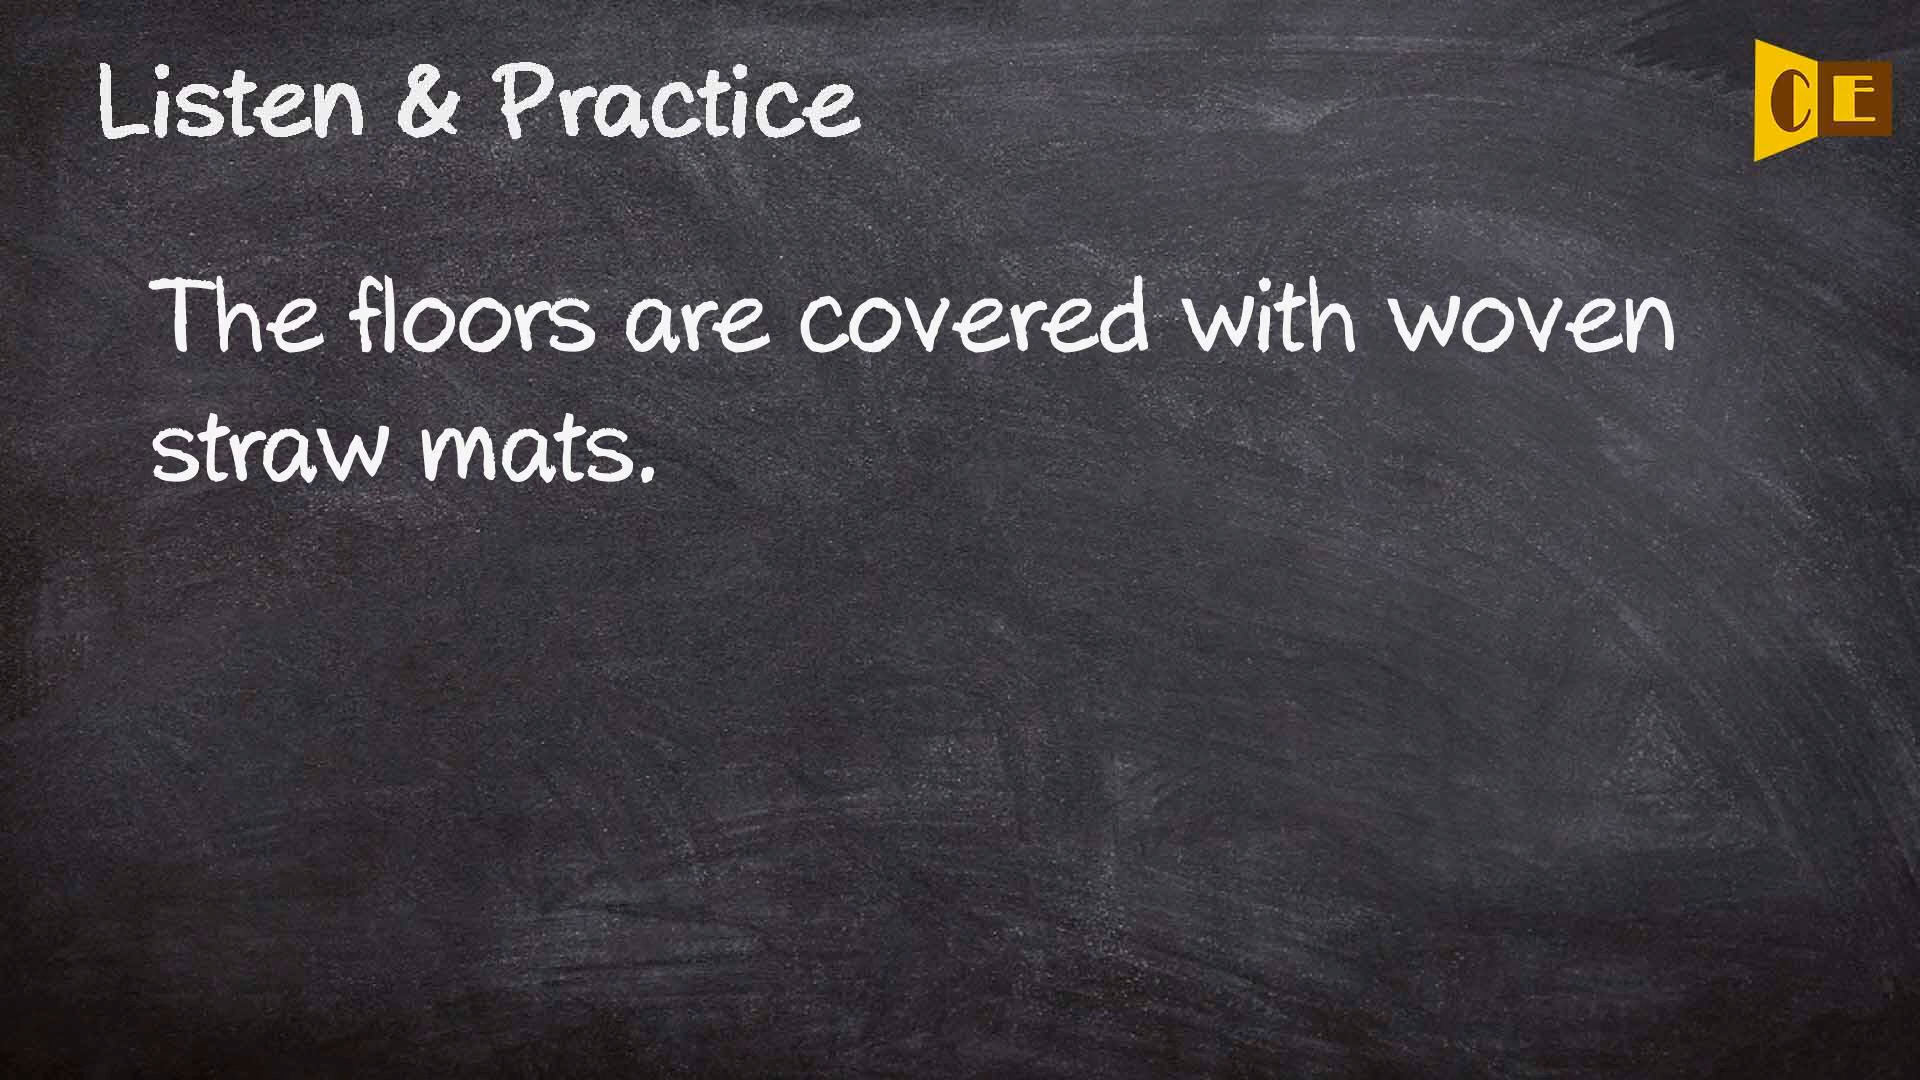 Listen & Practice
CE
The floors are covered with woven
straw mats.